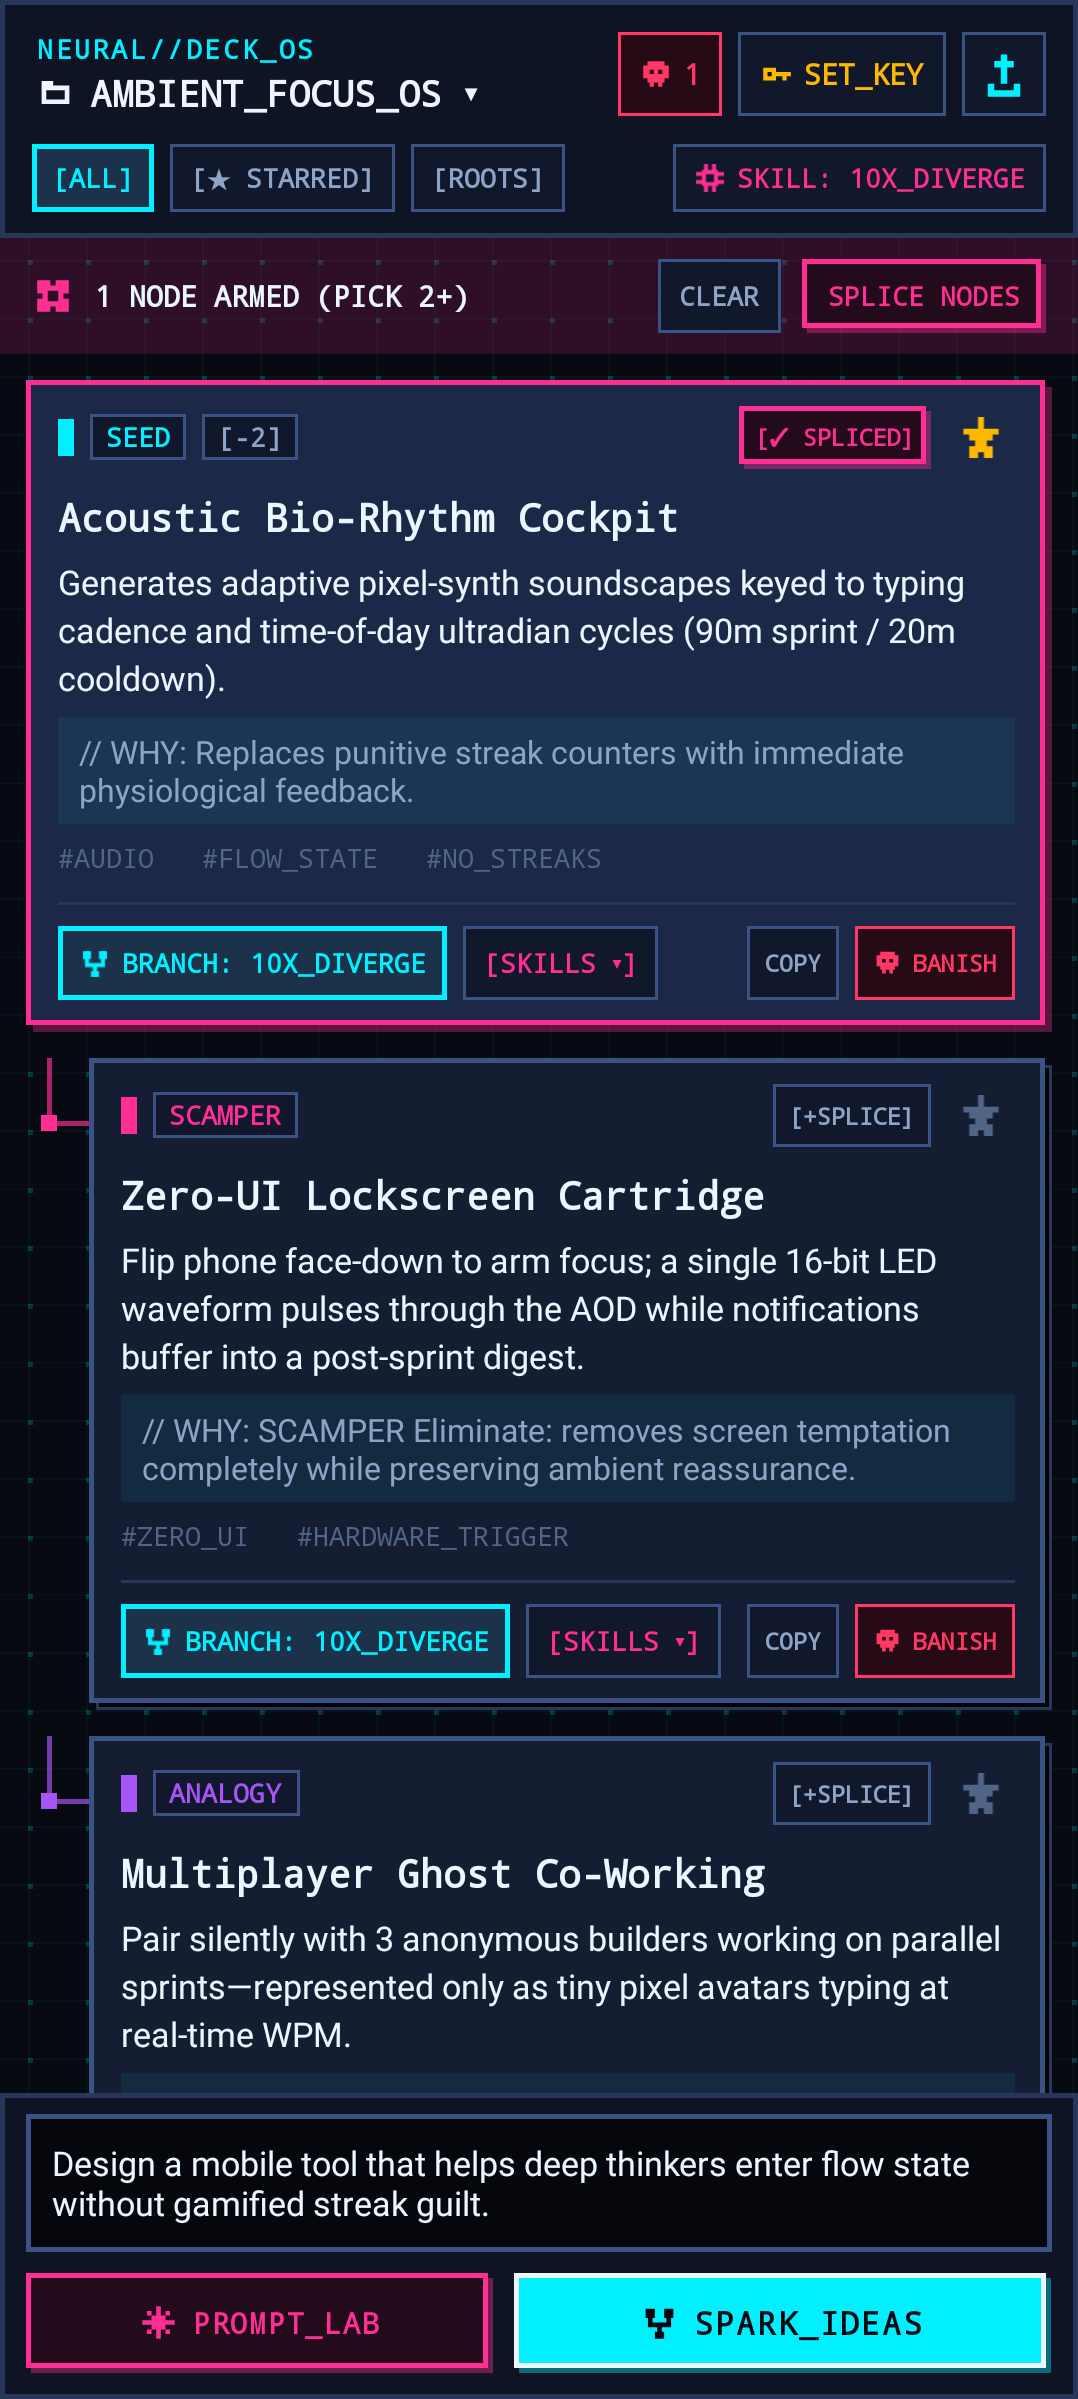 NEURAL//DECK_OS
AMBIENT_FOCUS_OS ▼
1
SET_KEY
[ALL]
[★ STARRED]
[ROOTS]
SKILL: 10X_DIVERGE
1 NODE ARMED (PICK 2+)
CLEAR
SPLICE NODES
SEED
[-2]
[✓ SPLICED]
Acoustic Bio-Rhythm Cockpit
Generates adaptive pixel-synth soundscapes keyed to typing
cadence and time-of-day ultradian cycles (90m sprint / 20m
cooldown).
// WHY: Replaces punitive streak counters with immediate
physiological feedback.
#AUDIO #FLOW_STATE #NO_STREAKS
BRANCH: 10X_DIVERGE
[SKILLS ▾]
COPY
BANISH
SCAMPER
[+SPLICE]
Zero-UI Lockscreen Cartridge
Flip phone face-down to arm focus; a single 16-bit LED
waveform pulses through the AOD while notifications
buffer into a post-sprint digest.
// WHY: SCAMPER Eliminate: removes screen temptation
completely while preserving ambient reassurance.
#ZERO_UI #HARDWARE_TRIGGER
BRANCH: 10X_DIVERGE
[SKILLS ▾]
COPY
BANISH
ANALOGY
[+SPLICE]
Multiplayer Ghost Co-Working
Pair silently with 3 anonymous builders working on parallel
sprints—represented only as tiny pixel avatars typing at
real-time WPM.
Design a mobile tool that helps deep thinkers enter flow state
without gamified streak guilt.
PROMPT_LAB
SPARK_IDEAS